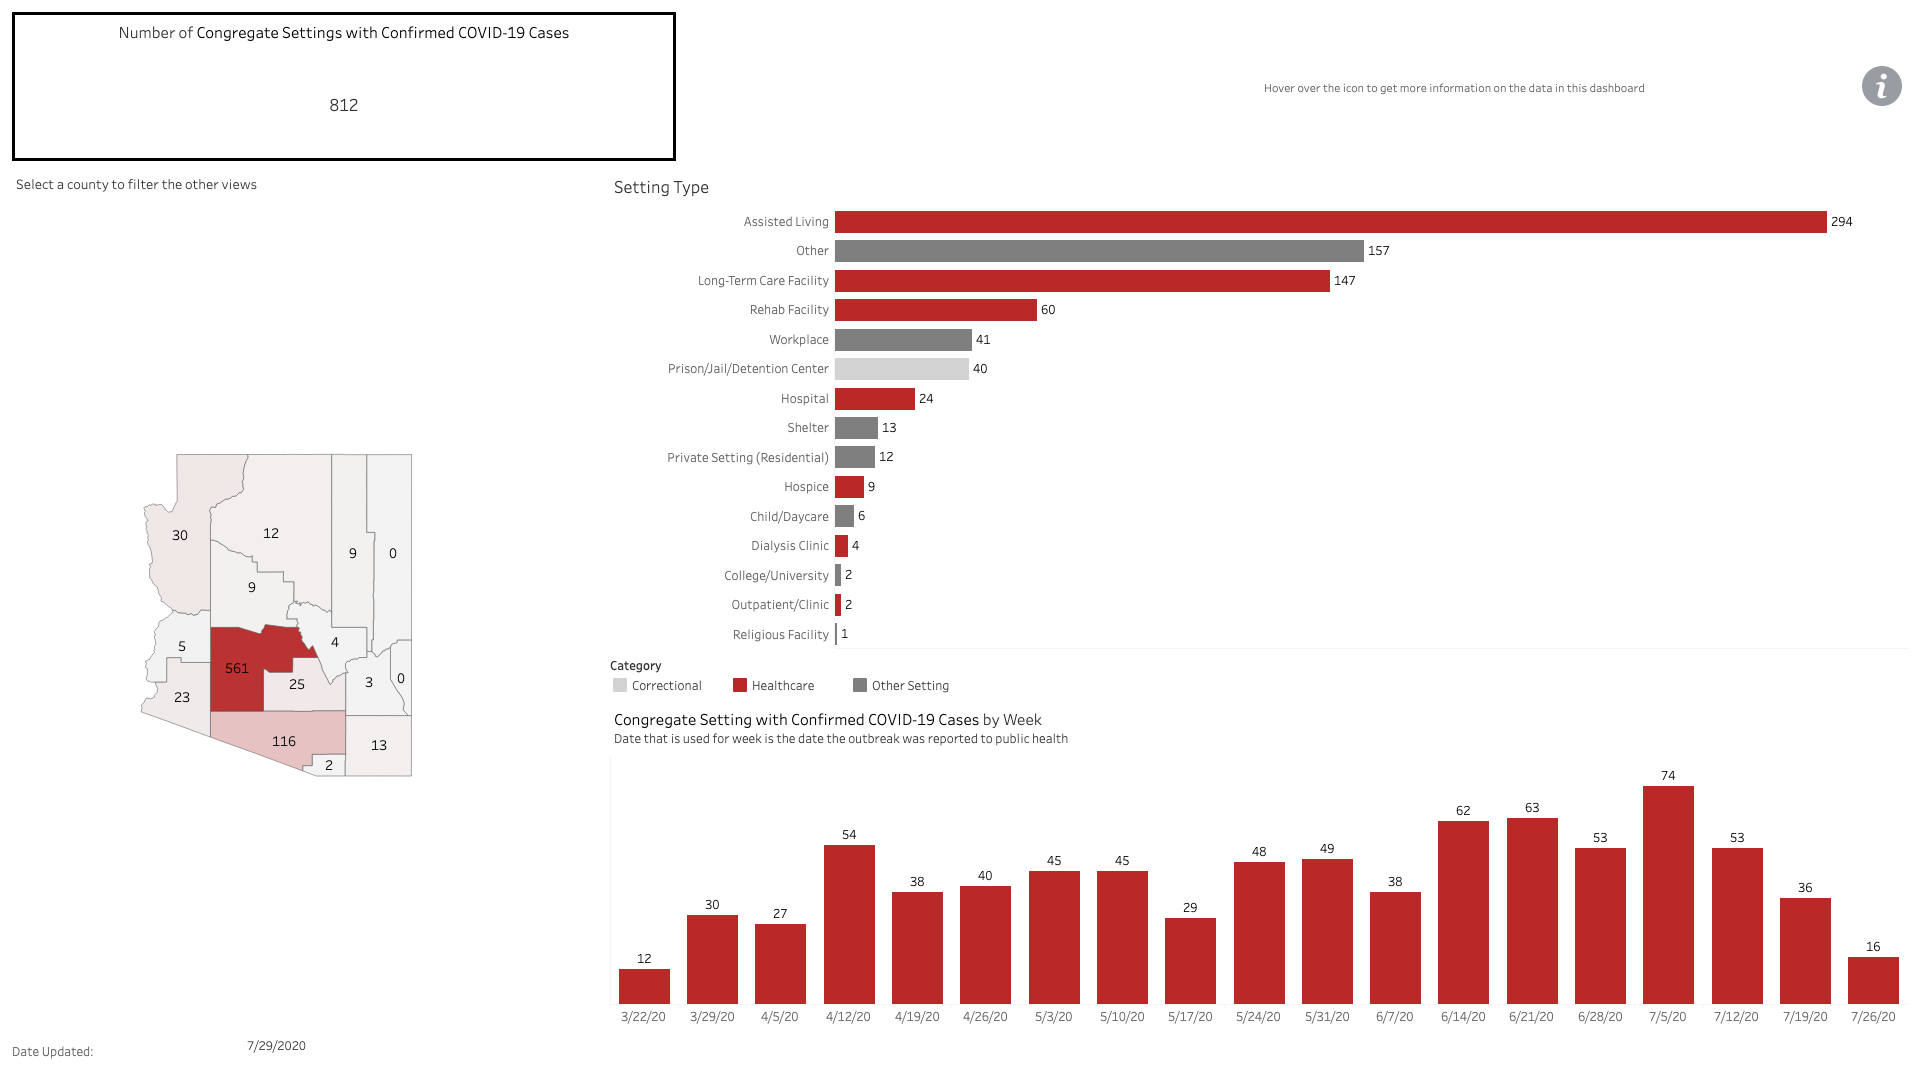 Number of Congregate Settings with Confirmed COVID-19 Cases
812
Hover over the icon to get more information on the data in this dashboard
i
Select a county to filter the other views
30
12
9
0
9
5
4
561
25
3
0
23
116
13
2
Setting Type
Assisted Living 294
Other 157
Long-Term Care Facility 147
Rehab Facility 60
Workplace 41
Prison/Jail/Detention Center 40
Hospital 24
Shelter 13
Private Setting (Residential) 12
Hospice 9
Child/Daycare 6
Dialysis Clinic 4
College/University 2
Outpatient/Clinic 2
Religious Facility 1
Category
Correctional Healthcare Other Setting
Congregate Setting with Confirmed COVID-19 Cases by Week
Date that is used for week is the date the outbreak was reported to public health
12 30 27 54 38 40 45 45 29 48 49 38 62 63 53 74 53 36 16
3/22/20 3/29/20 4/5/20 4/12/20 4/19/20 4/26/20 5/3/20 5/10/20 5/17/20 5/24/20 5/31/20 6/7/20 6/14/20 6/21/20 6/28/20 7/5/20 7/12/20 7/19/20 7/26/20
Date Updated: 7/29/2020